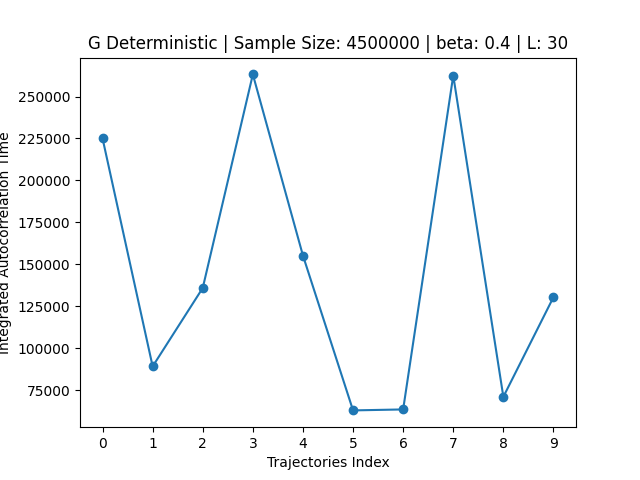 G Deterministic | Sample Size: 4500000 | beta: 0.4 | L: 30
Integrated Autocorrelation Time
250000
225000
200000
175000
150000
125000
100000
75000
0 1 2 3 4 5 6 7 8 9
Trajectories Index